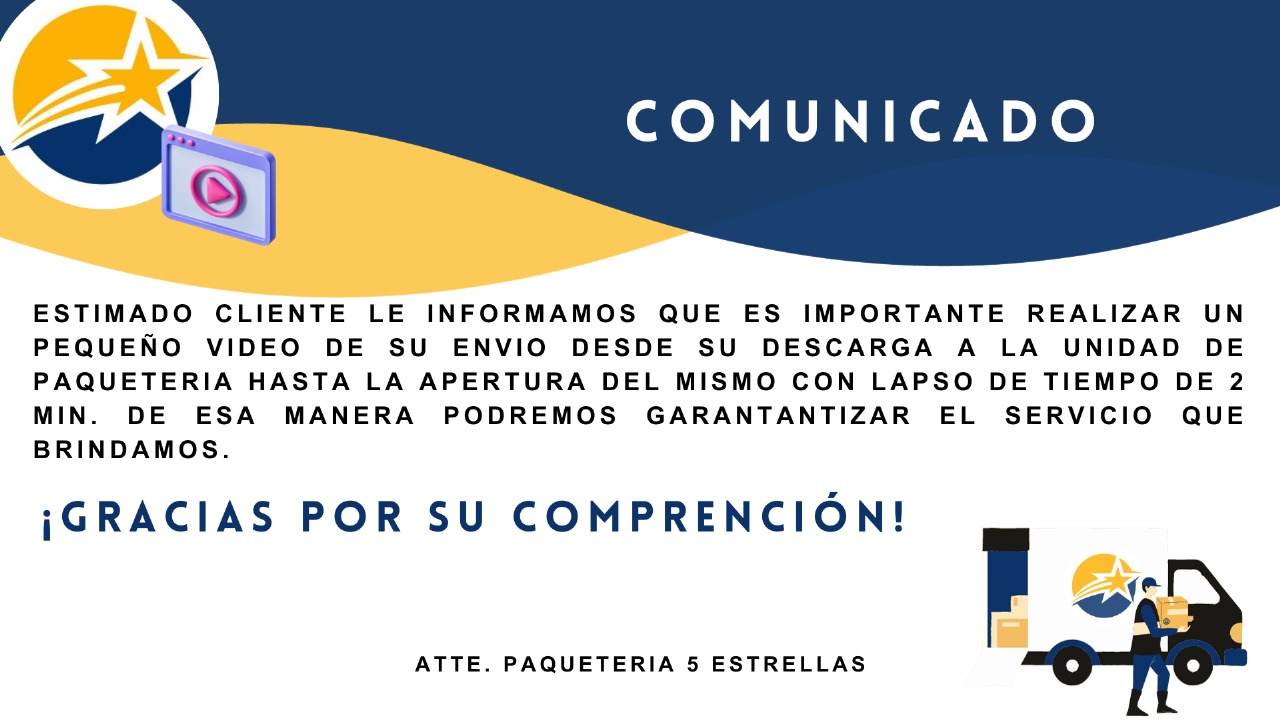 COMUNICADO
ESTIMADO CLIENTE LE INFORMAMOS QUE ES IMPORTANTE REALIZAR UN
PEQUEÑO VIDEO DE SU ENVIO DESDE SU DESCARGA A LA UNIDAD DE
PAQUETERIA HASTA LA APERTURA DEL MISMO CON LAPSO DE TIEMPO DE 2
MIN. DE ESA MANERA PODREMOS GARANTANTIZAR EL SERVICIO QUE
BRINDAMOS.
¡GRACIAS POR SU COMPRENCIÓN!
ATTE. PAQUETERIA 5 ESTRELLAS